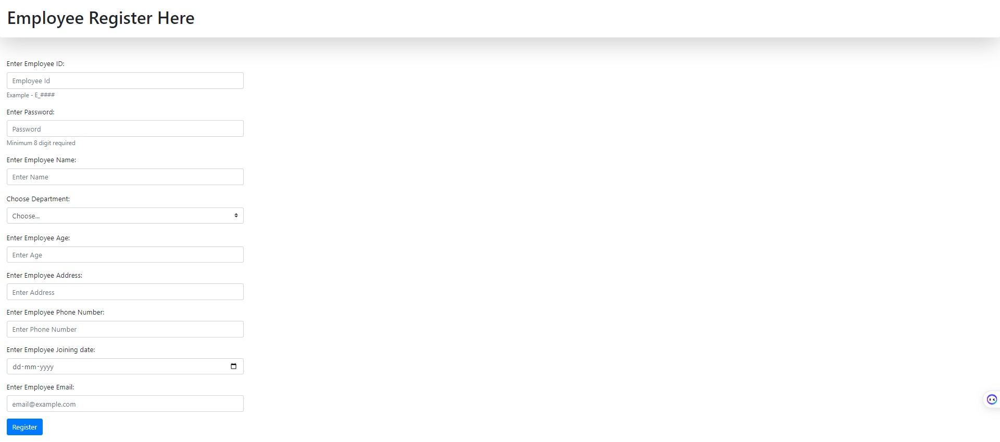 Employee Register Here
Enter Employee ID:
Employee Id
Example - E_####
Enter Password:
Password
Minimum 8 digit required
Enter Employee Name:
Enter Name
Choose Department:
Choose...
Enter Employee Age:
Enter Age
Enter Employee Address:
Enter Address
Enter Employee Phone Number:
Enter Phone Number
Enter Employee Joining date:
dd-mm-yyyy
Enter Employee Email:
email@example.com
Register